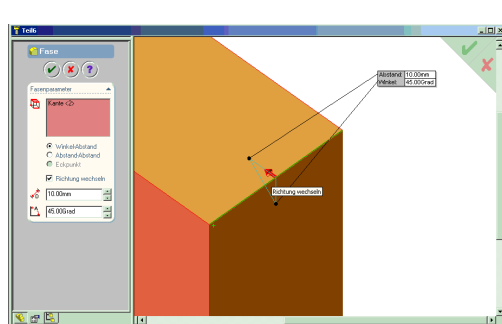 Teil6
Fase
?
Fasenparameter
Kante <2>
Winkel-Abstand
Abstand-Abstand
Eckpunkt
Richtung wechseln
10.00mm
45.00Grad
Abstand: 10.00mm
Winkel: 45.00Grad
Richtung wechseln